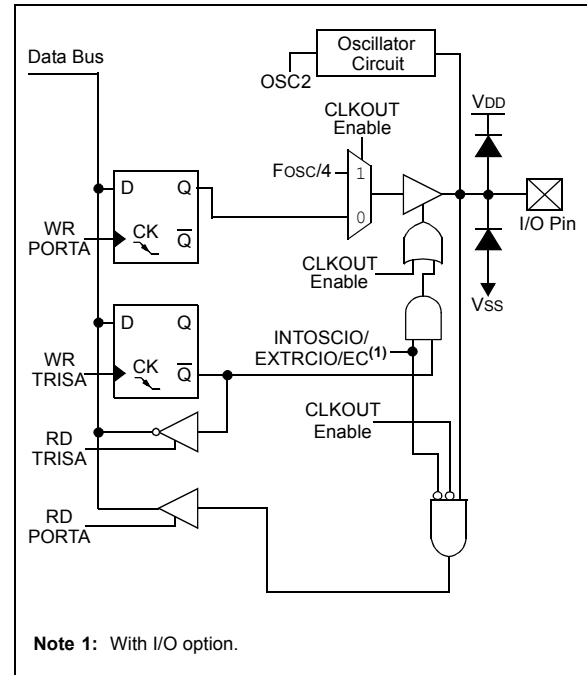 Oscillator
Circuit
Data Bus
OSC2
CLKOUT
Enable
VDD
FOSC/4
1
D Q
0
WR
PORTA
CK
Q
I/O Pin
CLKOUT
Enable
VSS
D Q
INTOSCIO/
EXTRCIO/EC(1)
WR
TRISA
CK
Q
CLKOUT
Enable
RD
TRISA
RD
PORTA
Note 1: With I/O option.